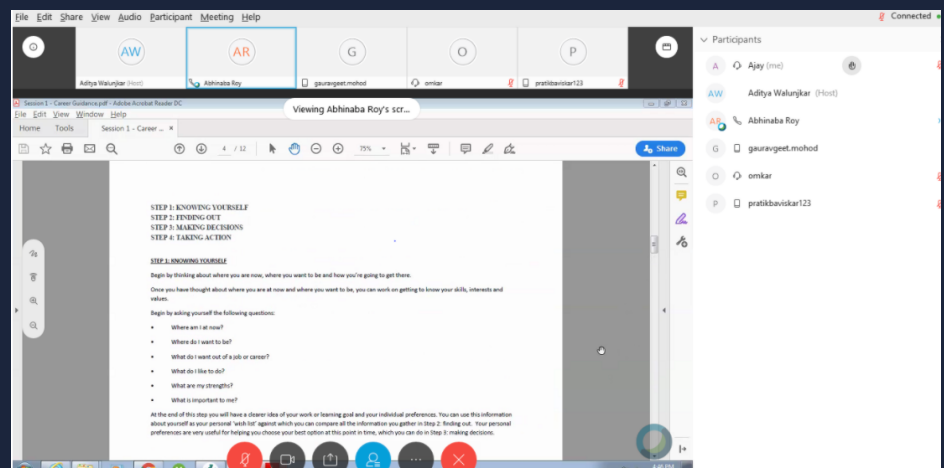 File Edit Share View Audio Participant Meeting Help
Connected
AW
AR
G
O
P
Aditya Walunjkar (Host)
Abhinaba Roy
gauravgeet.mohod
omkar
pratikbaviskar123
Participants
A Ajay (me)
AW Aditya Walunjkar (Host)
AR Abhinaba Roy
G gauravgeet.mohod
O omkar
P pratikbaviskar123
Session 1 - Career Guidance.pdf - Adobe Acrobat Reader DC
Viewing Abhinaba Roy's scr...
File Edit View Window Help
Home Tools Session 1 - Career ... ×
4 / 12
75%
Share
STEP 1: KNOWING YOURSELF
STEP 2: FINDING OUT
STEP 3: MAKING DECISIONS
STEP 4: TAKING ACTION
STEP 1: KNOWING YOURSELF
Begin by thinking about where you are now, where you want to be and how you're going to get there.
Once you have thought about where you are at now and where you want to be, you can work on getting to know your skills, interests and
values.
Begin by asking yourself the following questions:
• Where am I at now?
• Where do I want to be?
• What do I want out of a job or career?
• What do I like to do?
• What are my strengths?
• What is important to me?
At the end of this step you will have a clearer idea of your work or learning goal and your individual preferences. You can use this information
about yourself as your personal 'wish list' against which you can compare all the information you gather in Step 2: finding out. Your personal
preferences are very useful for helping you choose your best option at this point in time, which you can do in Step 3: making decisions.